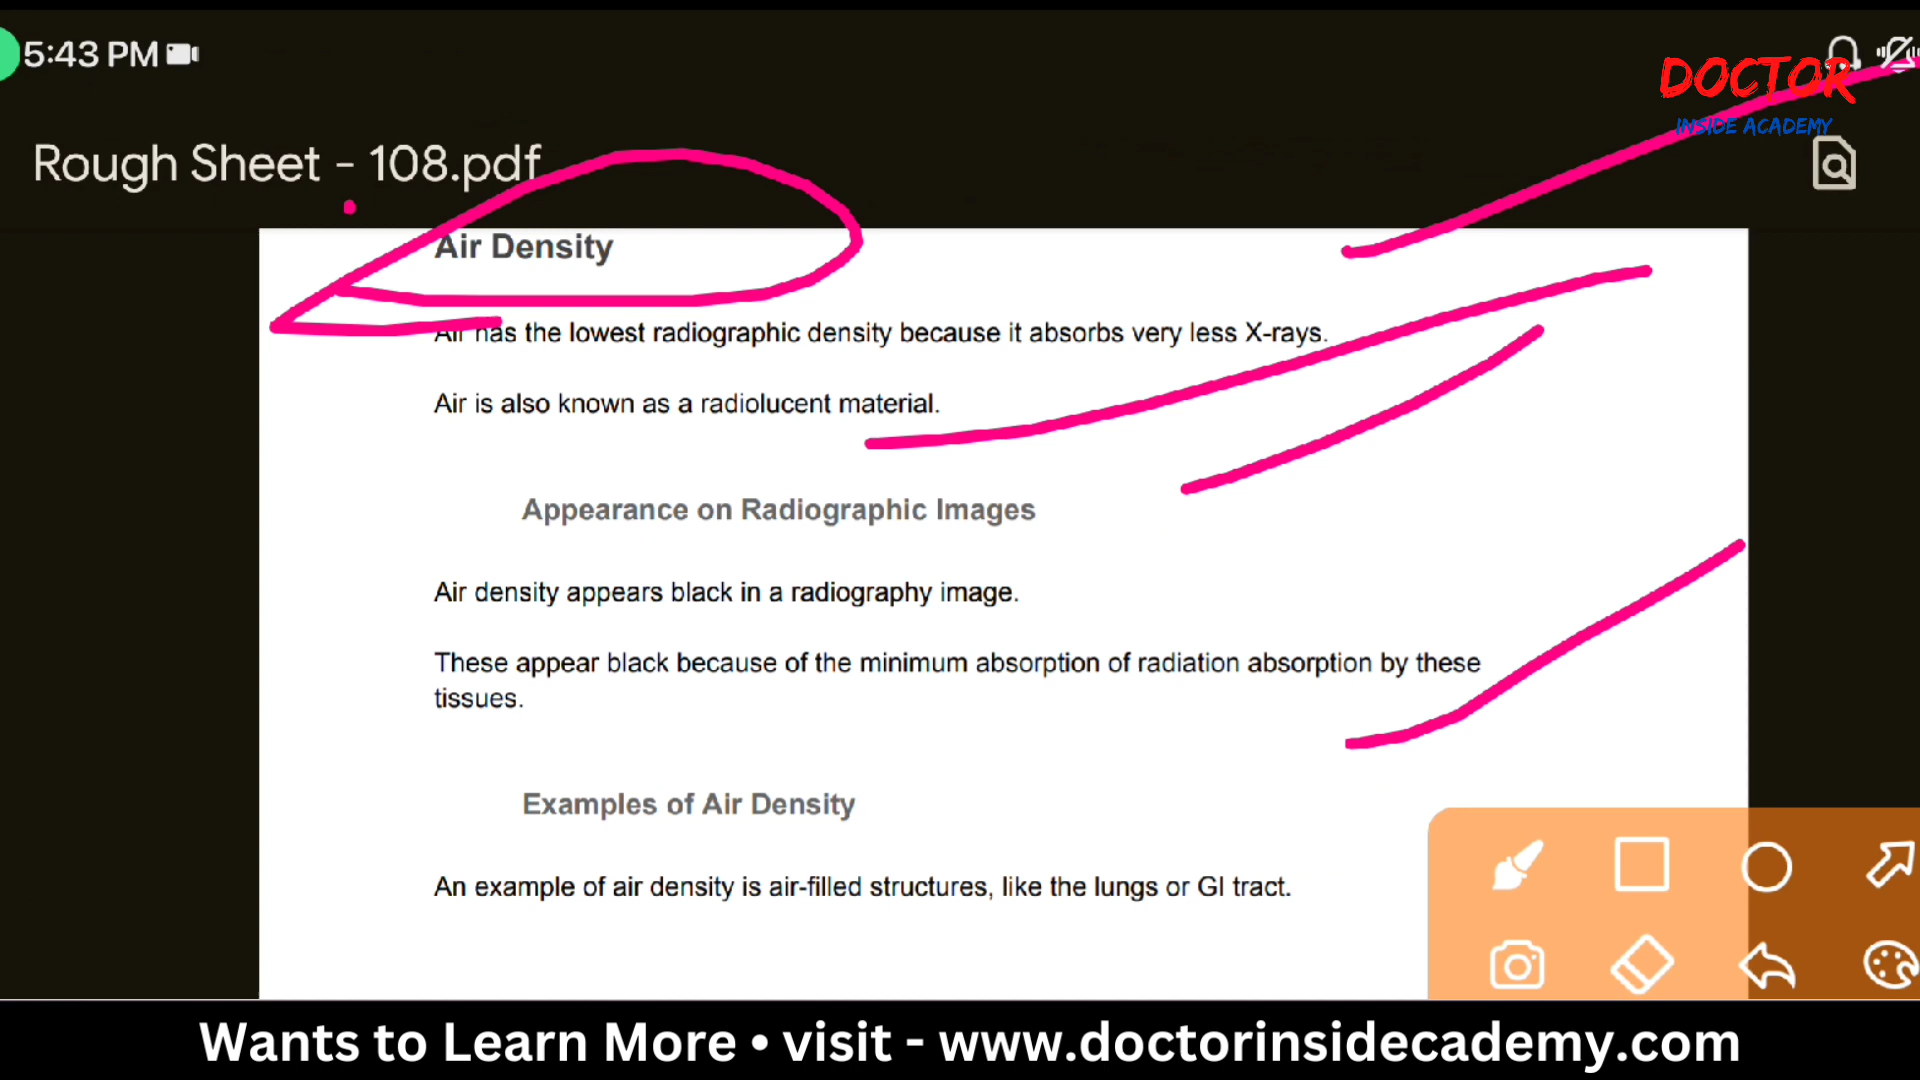 5:43 PM
DOCTOR
INSIDE ACADEMY
Rough Sheet - 108.pdf
Air Density
Air has the lowest radiographic density because it absorbs very less X-rays.
Air is also known as a radiolucent material.
Appearance on Radiographic Images
Air density appears black in a radiography image.
These appear black because of the minimum absorption of radiation absorption by these
tissues.
Examples of Air Density
An example of air density is air-filled structures, like the lungs or GI tract.
Wants to Learn More • visit - www.doctorinsidecademy.com